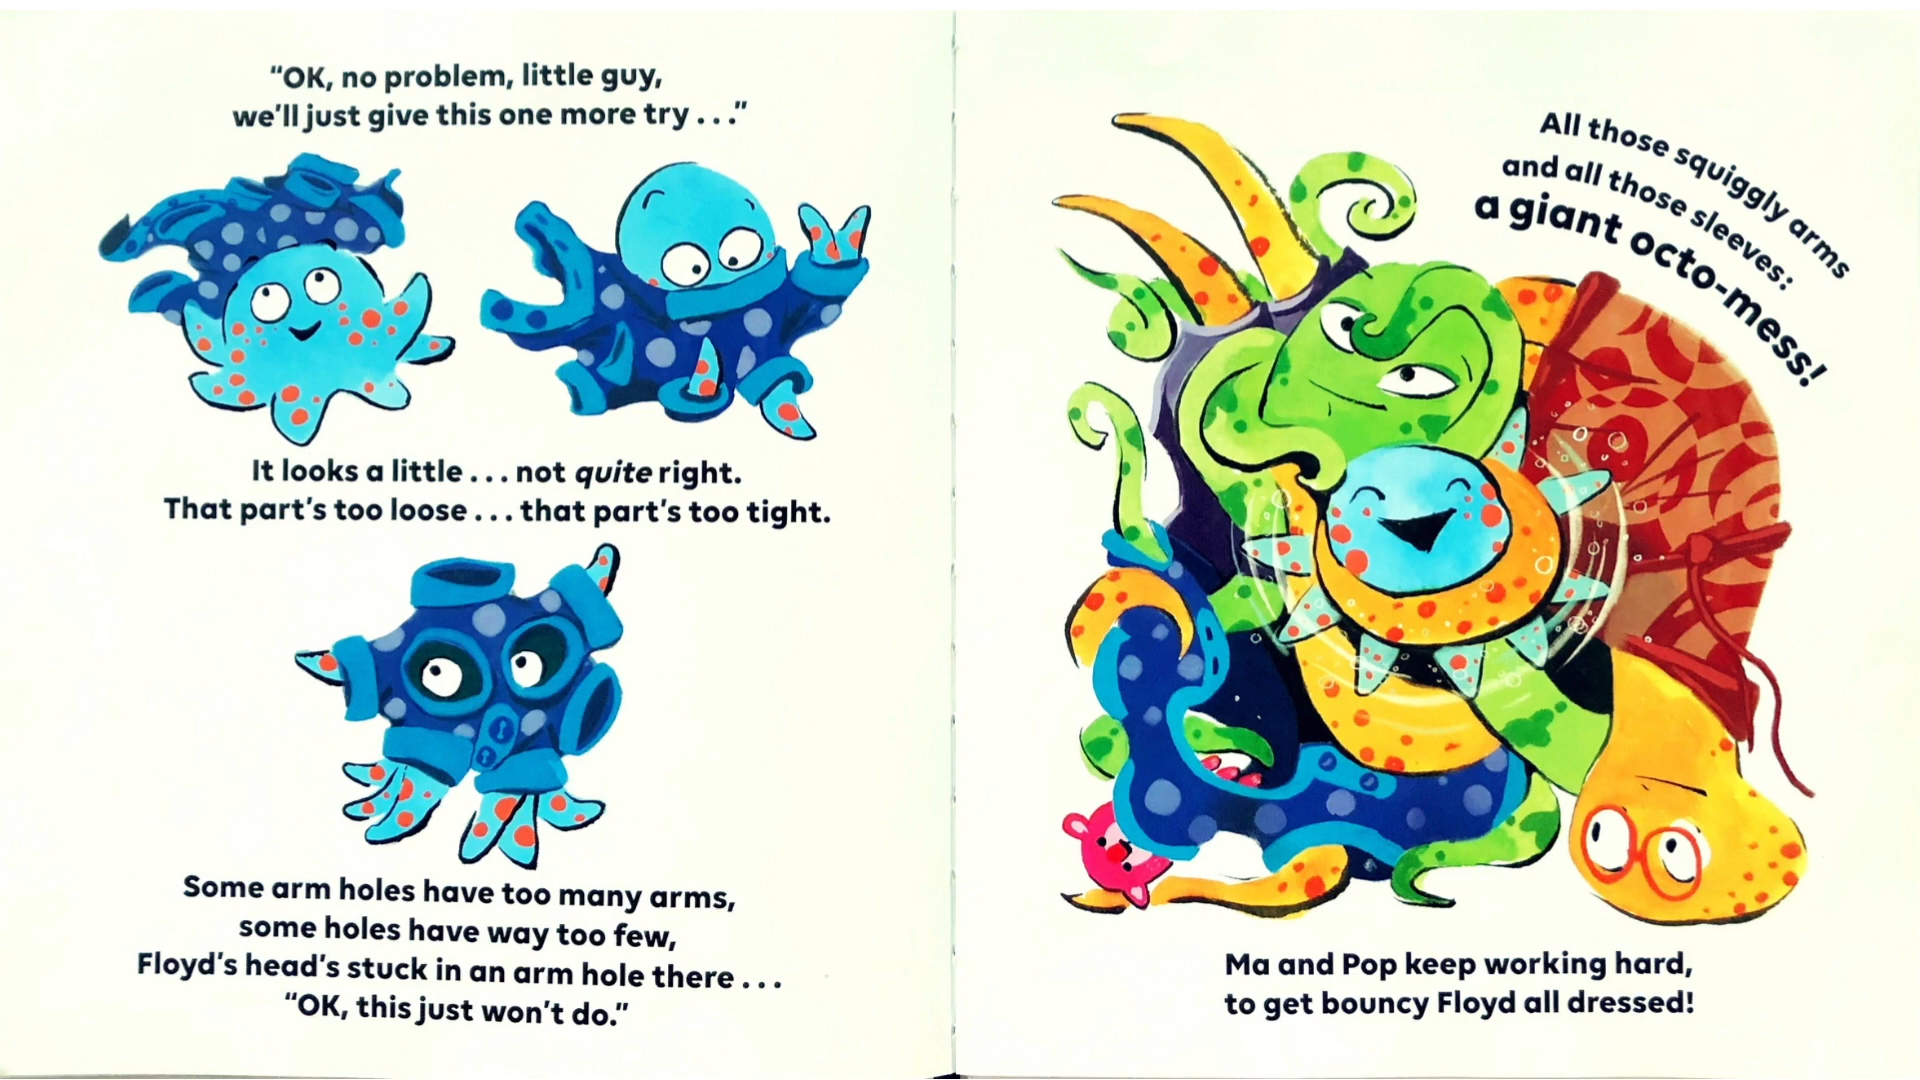 “OK, no problem, little guy,
we’ll just give this one more try . . .”
It looks a little . . . not quite right.
That part’s too loose . . . that part’s too tight.
Some arm holes have too many arms,
some holes have way too few,
Floyd’s head’s stuck in an arm hole there . . .
“OK, this just won’t do.”
All those squiggly arms
and all those sleeves:
a giant octo-mess!
Ma and Pop keep working hard,
to get bouncy Floyd all dressed!